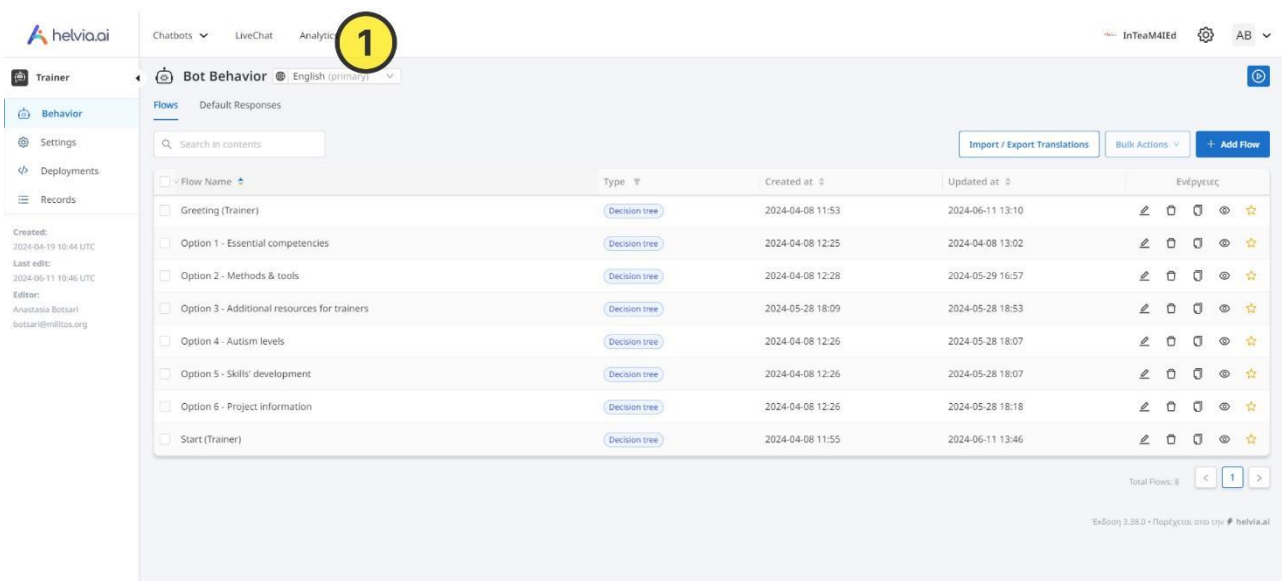 helvia.ai
Chatbots LiveChat Analytic 1 InTeaM4IEd AB
Trainer
Behavior
Settings
Deployments
Records
Created:
2024-04-19 10:44 UTC
Last edit:
2024-06-11 10:46 UTC
Editor:
Anastasia Botsari
botsari@militos.org
Bot Behavior English (primary)
Flows Default Responses
Search in contents Import / Export Translations Bulk Actions + Add Flow
Flow Name Type Created at Updated at Ενέργειες
Greeting (Trainer) Decision tree 2024-04-08 11:53 2024-06-11 13:10
Option 1 - Essential competencies Decision tree 2024-04-08 12:25 2024-04-08 13:02
Option 2 - Methods & tools Decision tree 2024-04-08 12:28 2024-05-29 16:57
Option 3 - Additional resources for trainers Decision tree 2024-05-28 18:09 2024-05-28 18:53
Option 4 - Autism levels Decision tree 2024-04-08 12:26 2024-05-28 18:07
Option 5 - Skills' development Decision tree 2024-04-08 12:26 2024-05-28 18:07
Option 6 - Project information Decision tree 2024-04-08 12:26 2024-05-28 18:18
Start (Trainer) Decision tree 2024-04-08 11:55 2024-06-11 13:46
Total Flows: 8 < 1 >
Έκδοση 3.38.0 • Παρέχεται απο την helvia.ai